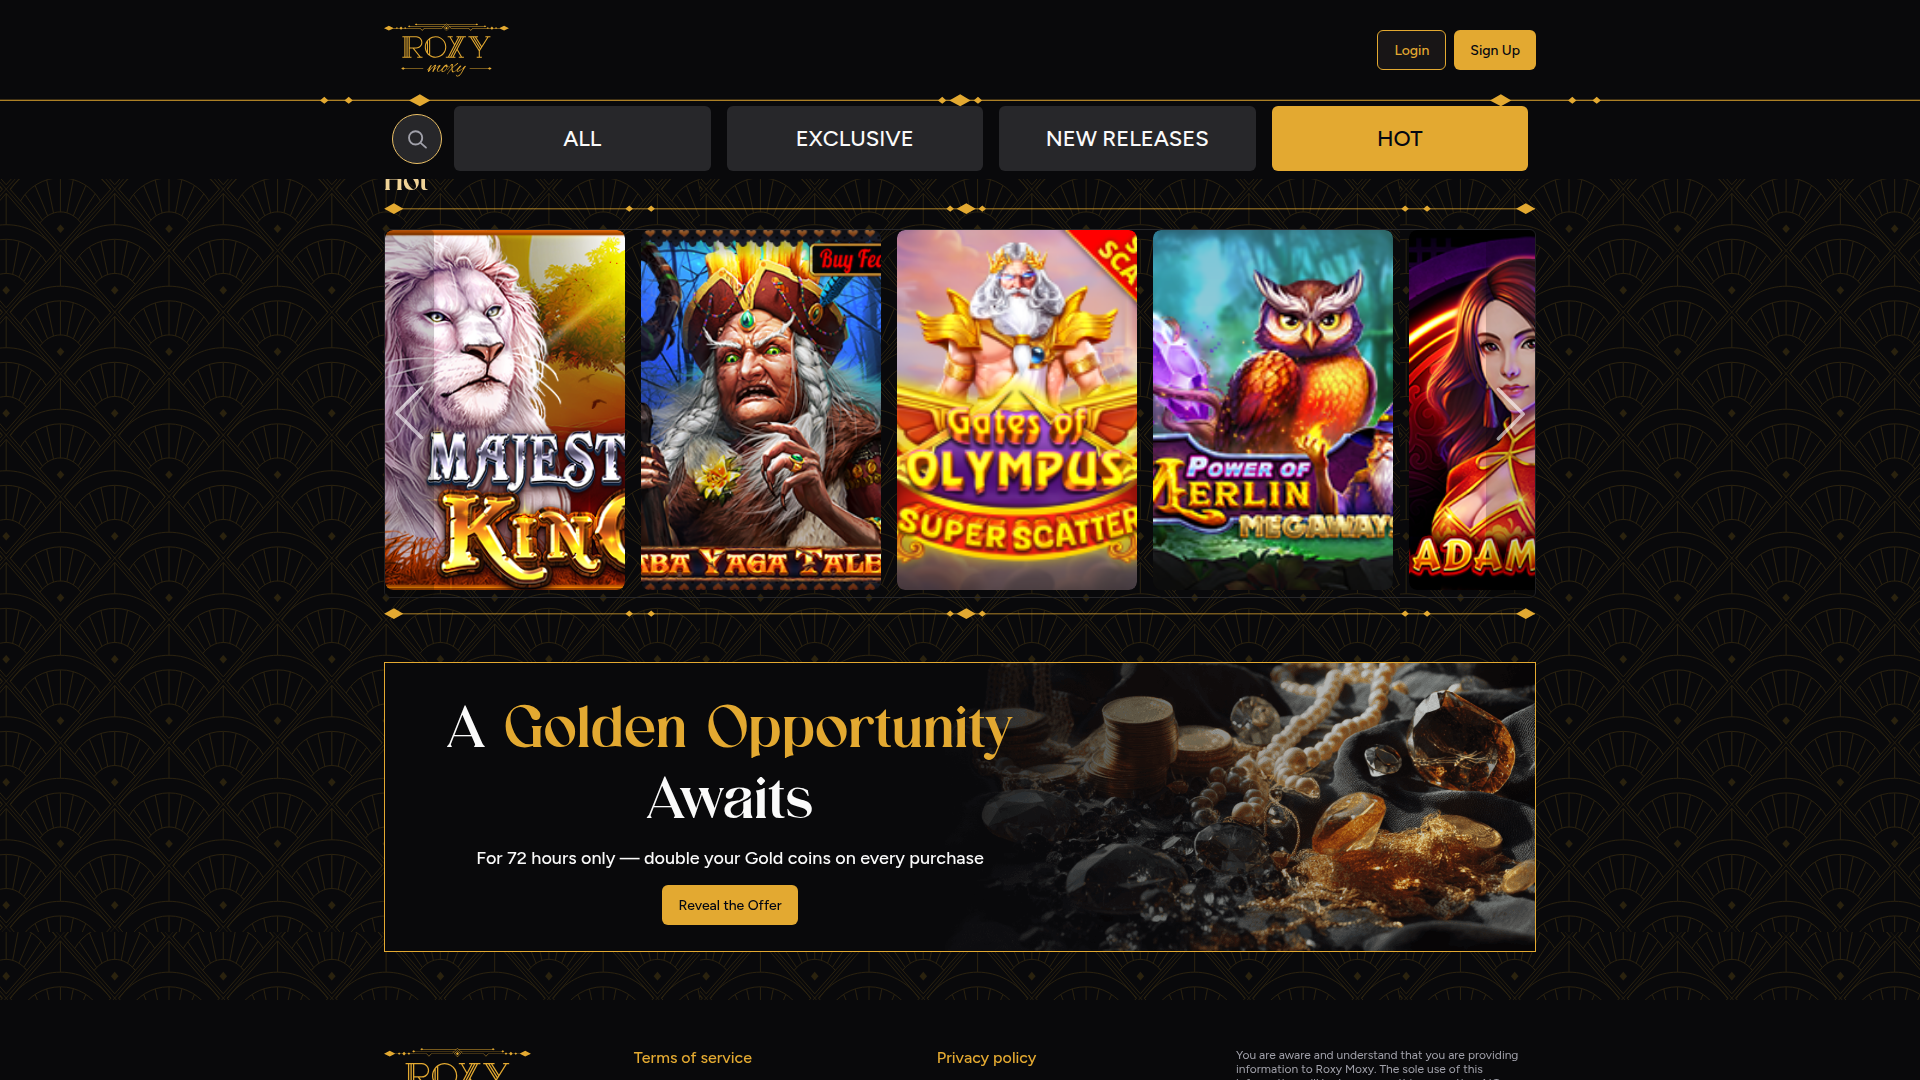 ROXY
moxy
Login
Sign Up
ALL
EXCLUSIVE
NEW RELEASES
HOT
Hot
MAJEST
KING
Buy Fea
ABA YAGA TALE
SCA
Gates of
OLYMPUS
SUPER SCATTER
POWER OF
MERLIN
MEGAWAYS
ADAM
A Golden Opportunity
Awaits
For 72 hours only — double your Gold coins on every purchase
Reveal the Offer
ROXY
Terms of service
Privacy policy
You are aware and understand that you are providing
information to Roxy Moxy. The sole use of this